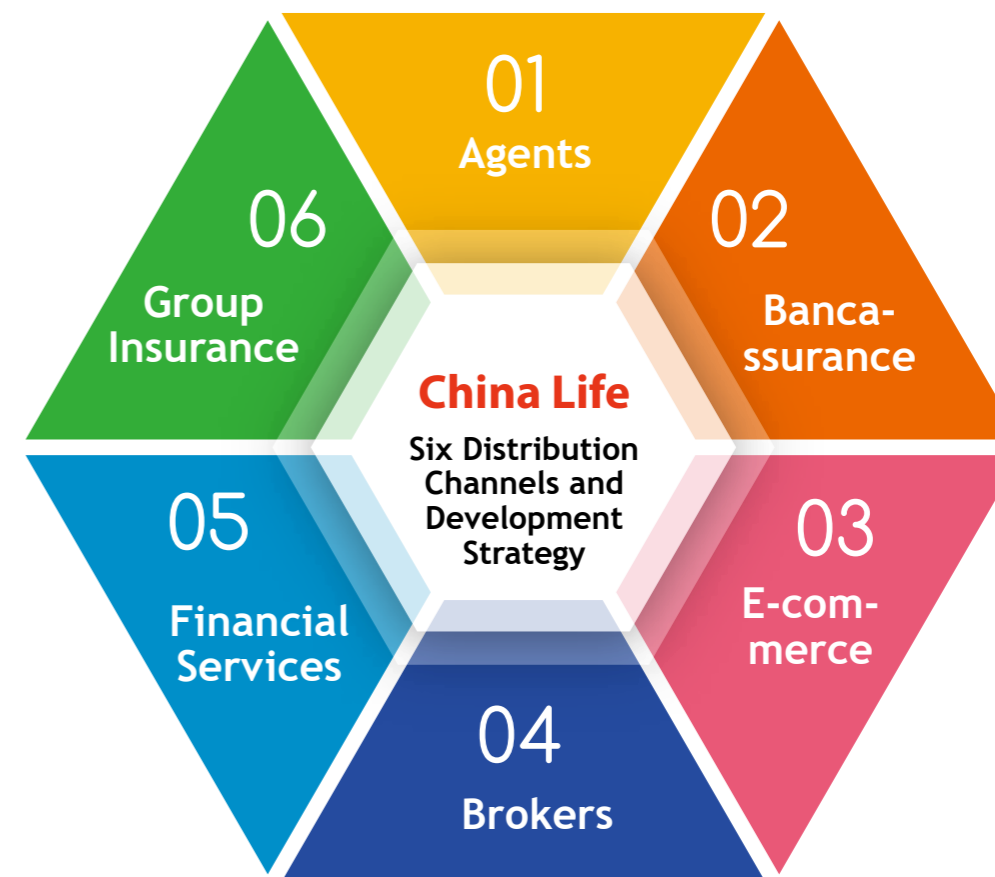 01
Agents
02
Banca-
ssurance
03
E-com-
merce
04
Brokers
05
Financial
Services
06
Group
Insurance
China Life
Six Distribution
Channels and
Development
Strategy